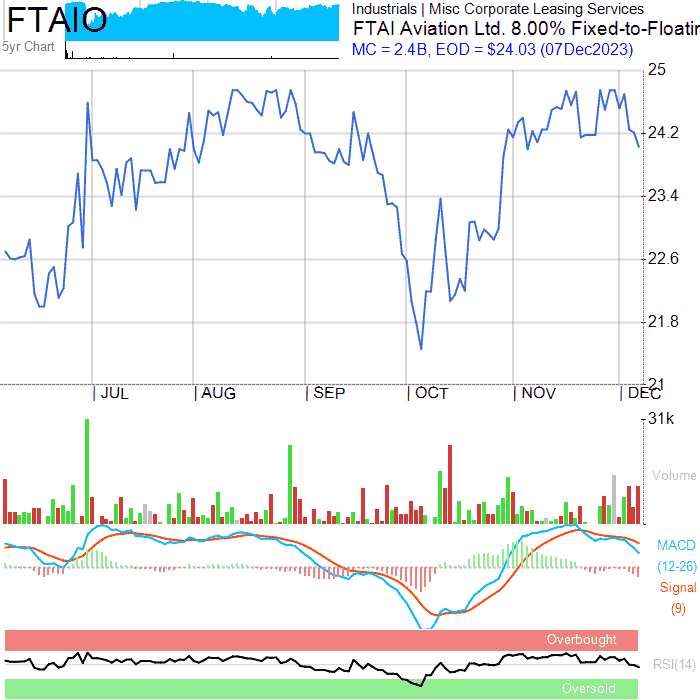 FTAIO
5yr Chart
Industrials | Misc Corporate Leasing Services
FTAI Aviation Ltd. 8.00% Fixed-to-Floatin
MC = 2.4B, EOD = $24.03 (07Dec2023)
25
24.2
23.4
22.6
21.8
21
JUL AUG SEP OCT NOV DEC
31k
Volume
MACD
(12-26)
Signal
(9)
Overbought
RSI(14)
Oversold